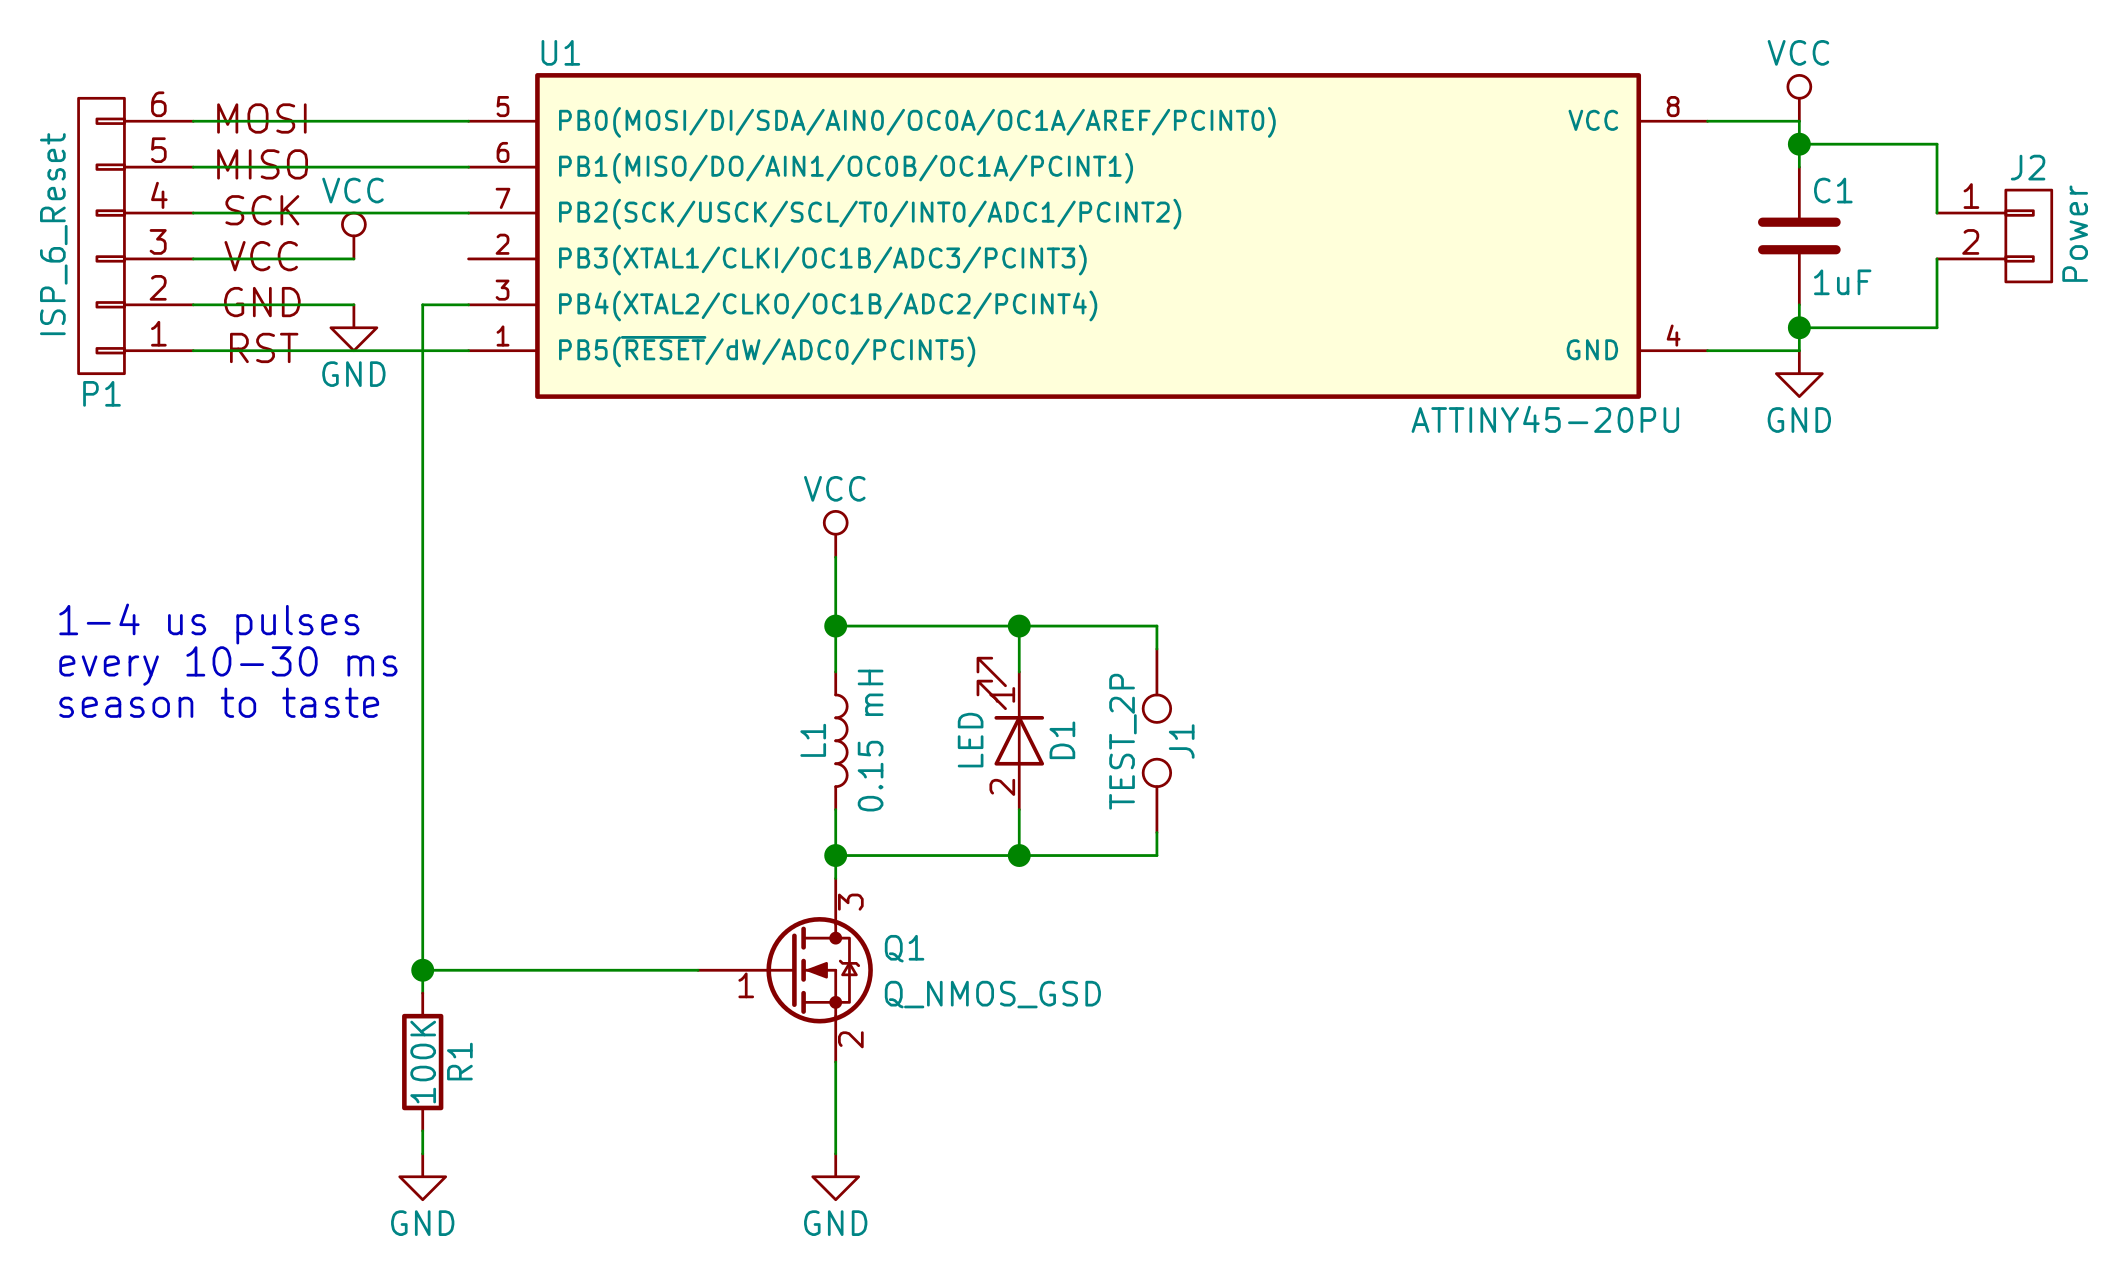 U1
VCC
6 MOSI 5 PB0(MOSI/DI/SDA/AIN0/OC0A/OC1A/AREF/PCINT0) VCC 8
5 MISO 6 PB1(MISO/DO/AIN1/OC0B/OC1A/PCINT1)
J2
VCC
C1
4 SCK 7 PB2(SCK/USCK/SCL/T0/INT0/ADC1/PCINT2) 1
ISP_6_Reset
Power
3 VCC 2 PB3(XTAL1/CLKI/OC1B/ADC3/PCINT3) 2
1uF
2 GND 3 PB4(XTAL2/CLKO/OC1B/ADC2/PCINT4)
1 RST 1 PB5(RESET/dW/ADC0/PCINT5) GND 4
GND
P1
ATTINY45-20PU
GND
VCC
1-4 us pulses
every 10-30 ms
season to taste
L1
0.15 mH
1
LED
D1
2
TEST_2P
J1
3
Q1
1
Q_NMOS_GSD
2
100K
R1
GND
GND